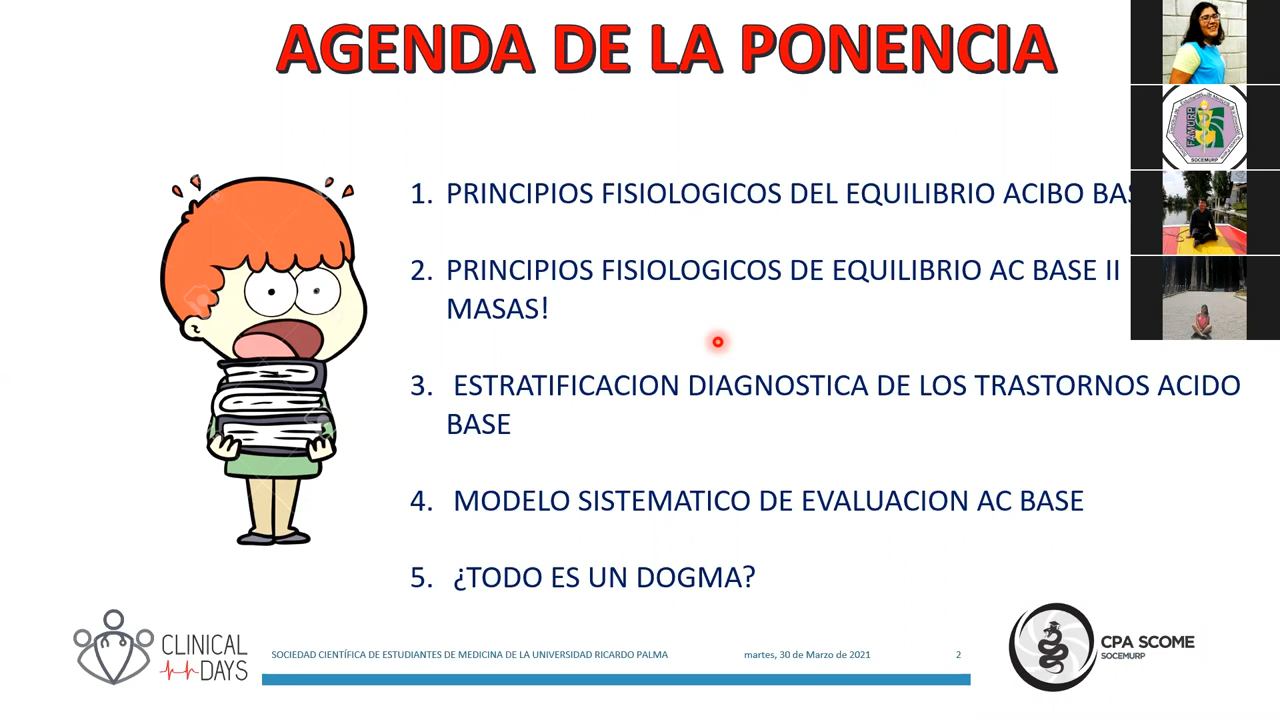 AGENDA DE LA PONENCIA
1. PRINCIPIOS FISIOLOGICOS DEL EQUILIBRIO ACIBO
2. PRINCIPIOS FISIOLOGICOS DE EQUILIBRIO AC BASE II
MASAS!
3. ESTRATIFICACION DIAGNOSTICA DE LOS TRASTORNOS ACIDO
BASE
4. MODELO SISTEMATICO DE EVALUACION AC BASE
5. ¿TODO ES UN DOGMA?
CLINICAL
DAYS
SOCIEDAD CIENTÍFICA DE ESTUDIANTES DE MEDICINA DE LA UNIVERSIDAD RICARDO PALMA martes, 30 de Marzo de 2021 2
CPA SCOME
SOCEMURP
FAMURP
SOCEMURP